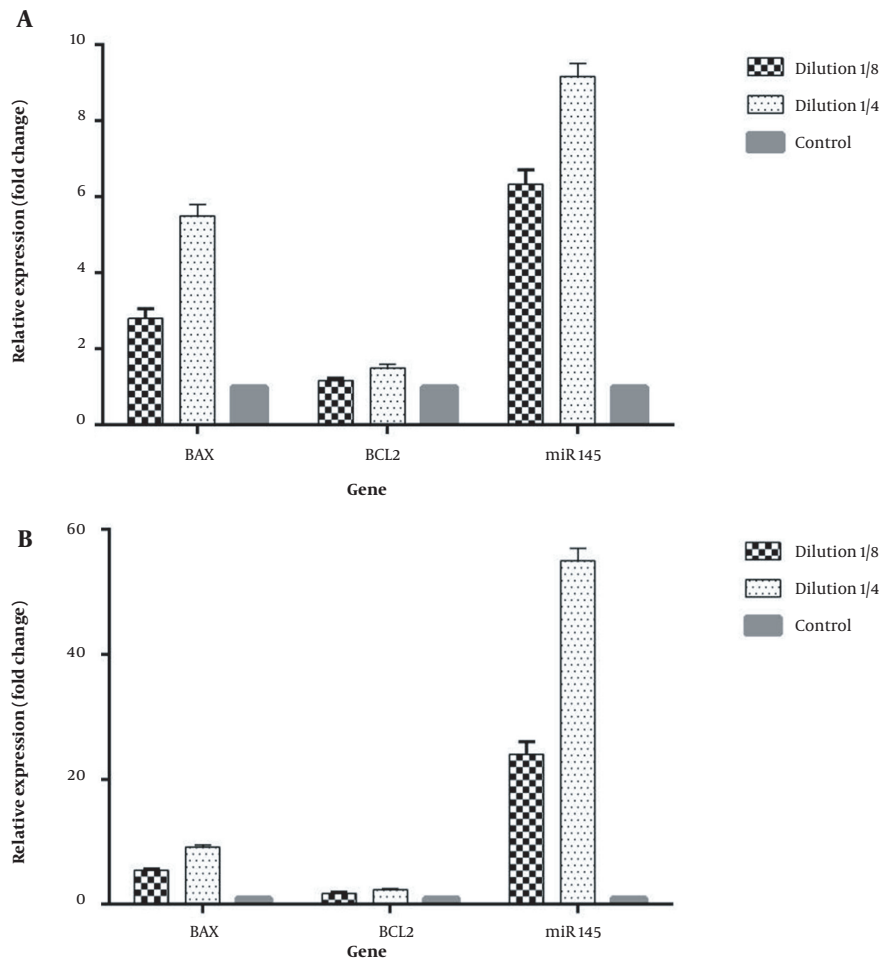 A
Relative expression (fold change)
10
8
6
4
2
0
BAX
BCL2
miR 145
Gene
Dilution 1/8
Dilution 1/4
Control
B
Relative expression (fold change)
60
40
20
0
BAX
BCL2
miR 145
Gene
Dilution 1/8
Dilution 1/4
Control